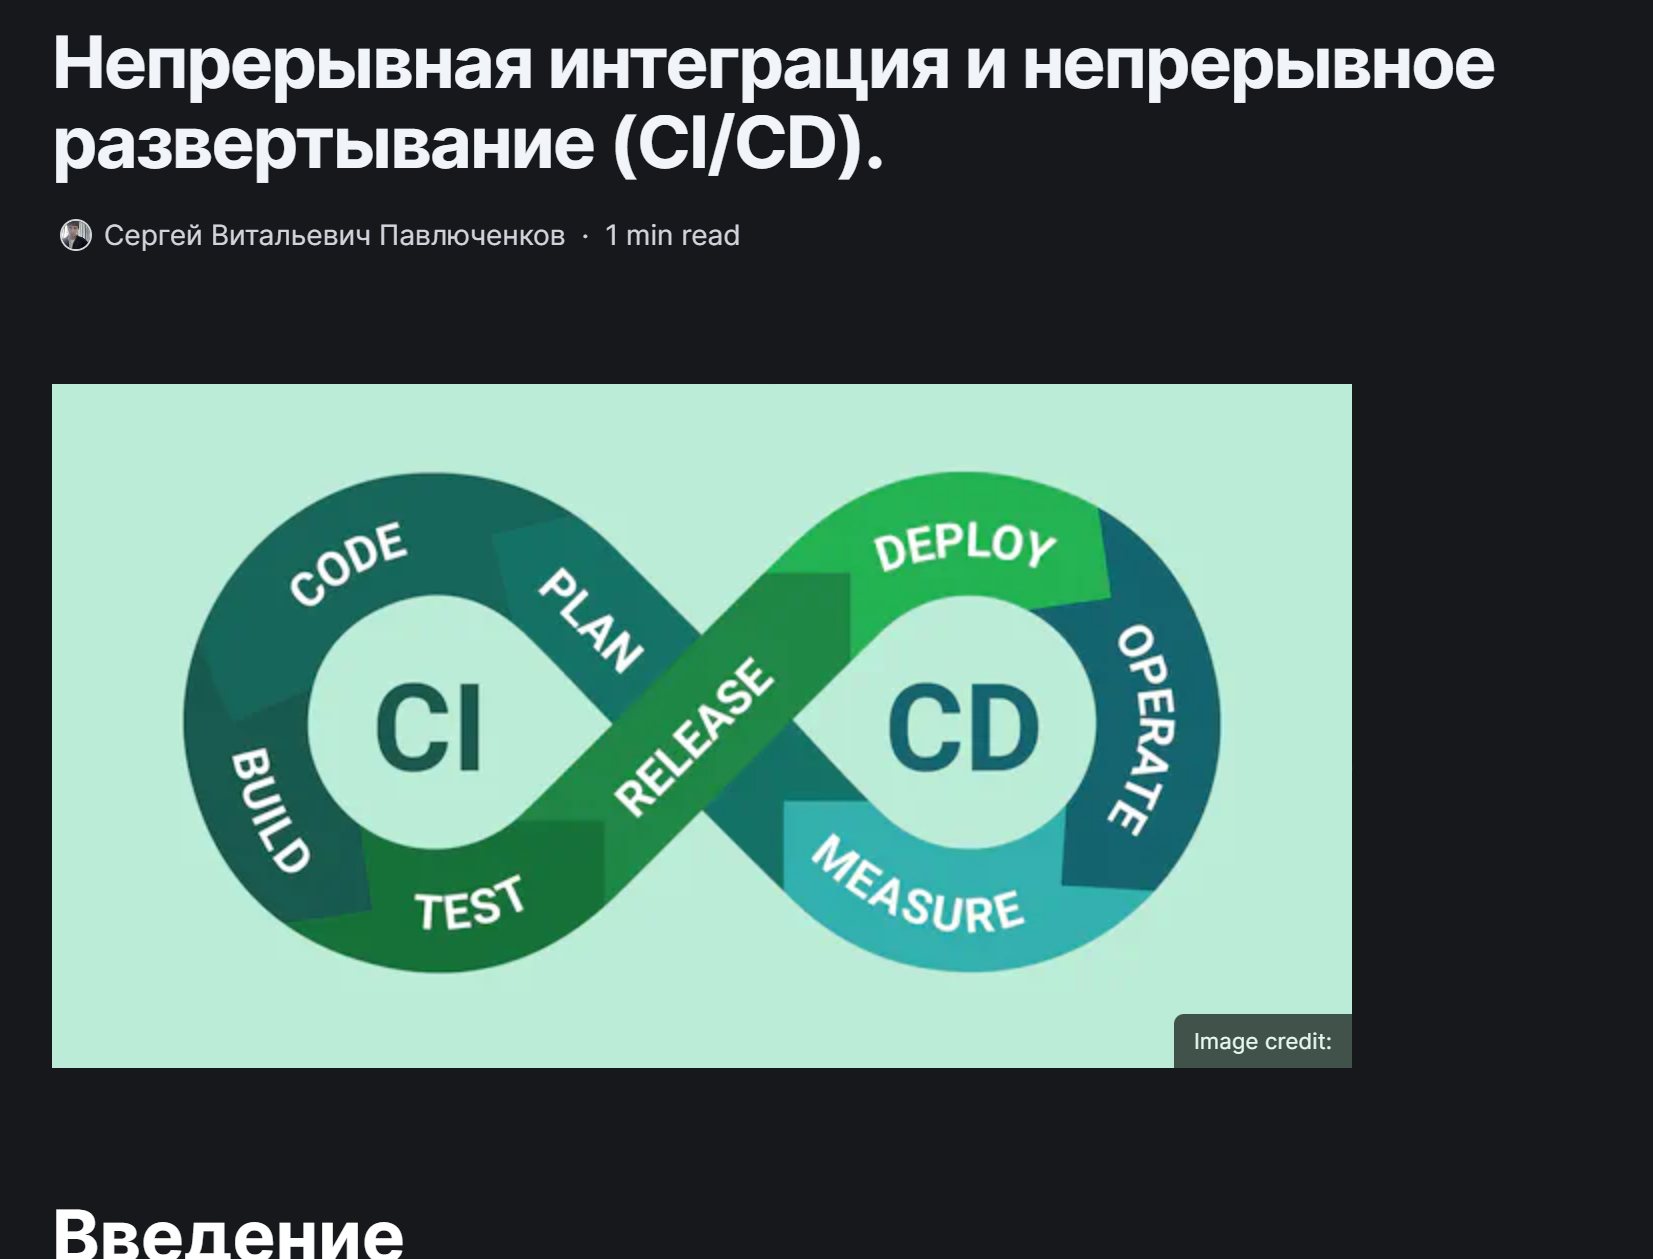 Непрерывная интеграция и непрерывное
развертывание (CI/CD).
Сергей Витальевич Павлюченков · 1 min read
CODE
PLAN
BUILD
TEST
RELEASE
DEPLOY
OPERATE
MEASURE
CI
CD
Image credit:
Введение